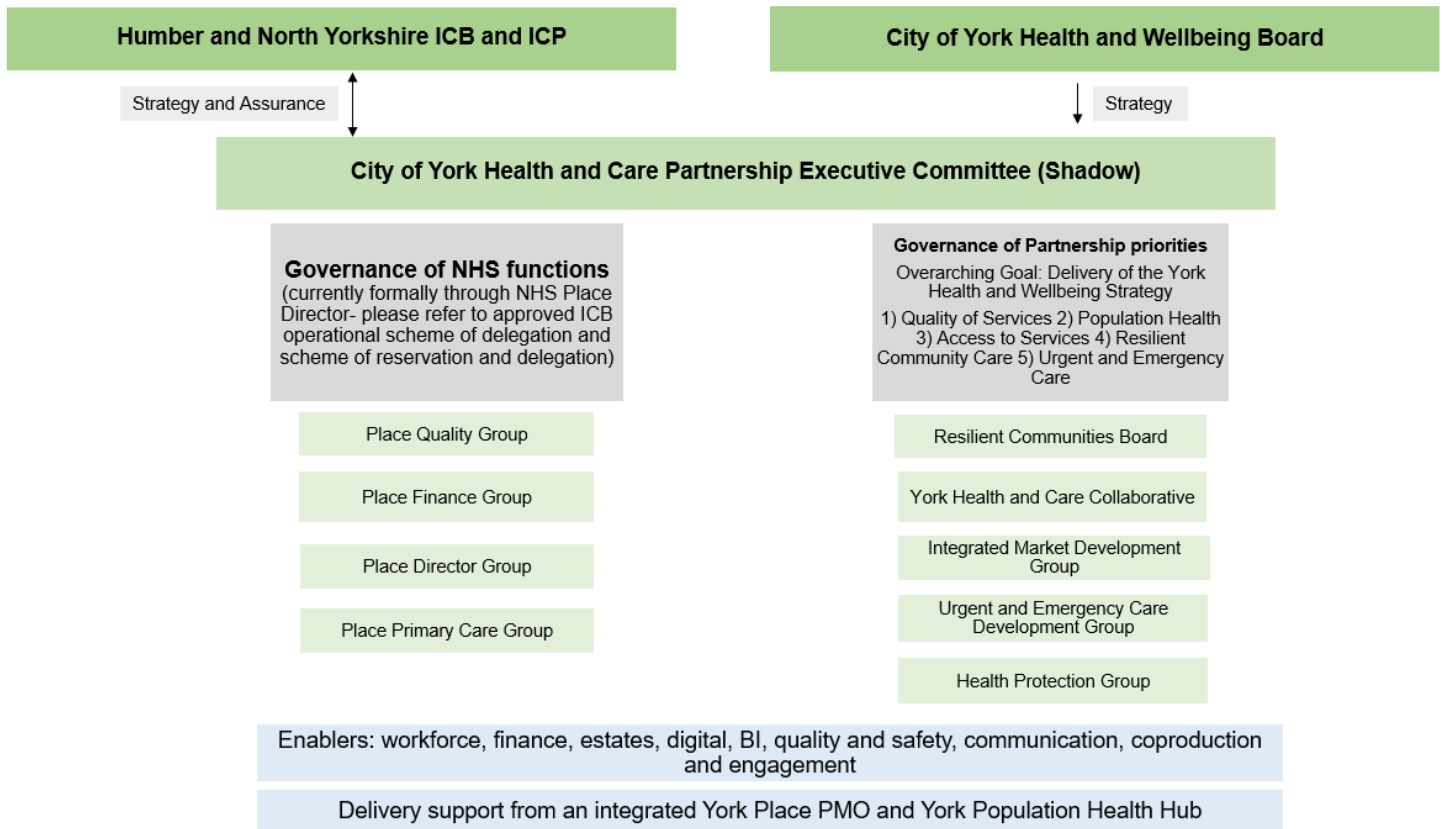 Humber and North Yorkshire ICB and ICP
City of York Health and Wellbeing Board
Strategy and Assurance
Strategy
City of York Health and Care Partnership Executive Committee (Shadow)
Governance of NHS functions
(currently formally through NHS Place
Director- please refer to approved ICB
operational scheme of delegation and
scheme of reservation and delegation)
Place Quality Group
Place Finance Group
Place Director Group
Place Primary Care Group
Governance of Partnership priorities
Overarching Goal: Delivery of the York
Health and Wellbeing Strategy
1) Quality of Services 2) Population Health
3) Access to Services 4) Resilient
Community Care 5) Urgent and Emergency
Care
Resilient Communities Board
York Health and Care Collaborative
Integrated Market Development
Group
Urgent and Emergency Care
Development Group
Health Protection Group
Enablers: workforce, finance, estates, digital, BI, quality and safety, communication, coproduction
and engagement
Delivery support from an integrated York Place PMO and York Population Health Hub